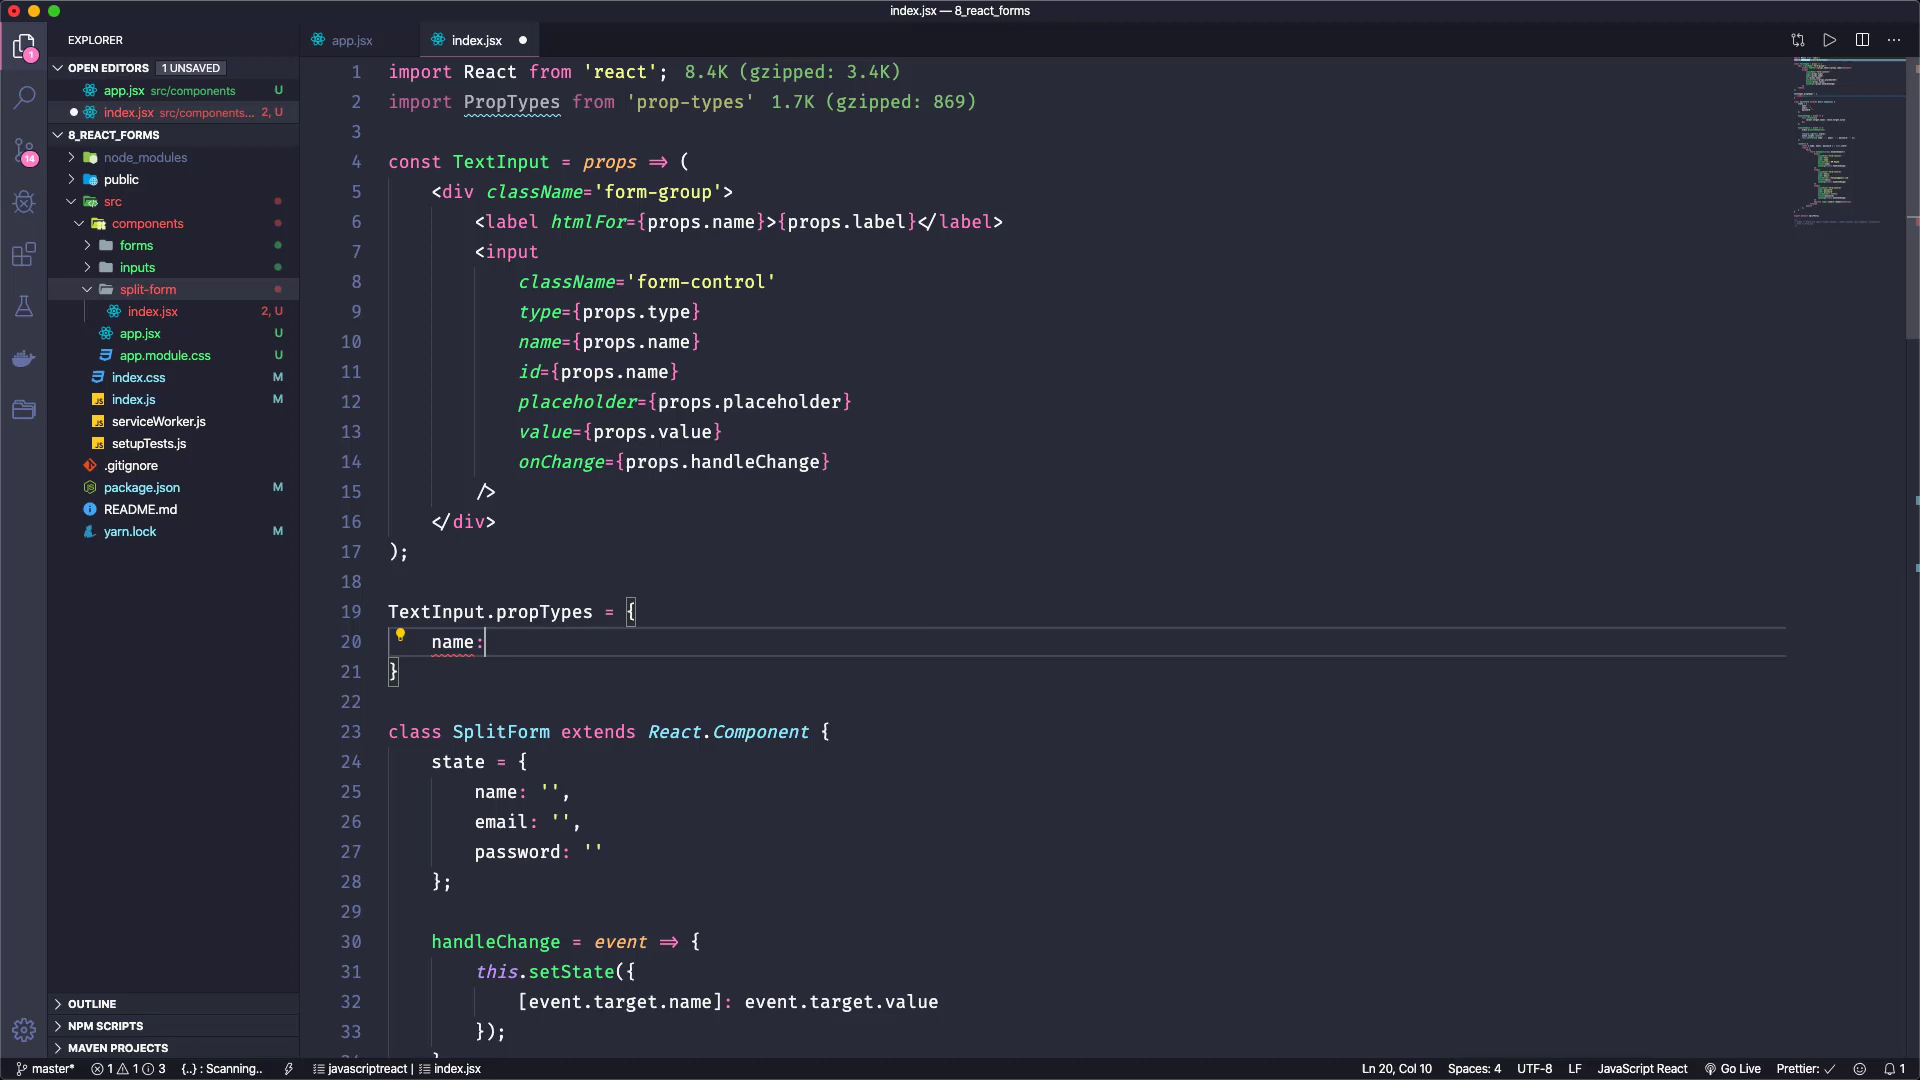 index.jsx — 8_react_forms
EXPLORER
OPEN EDITORS 1 UNSAVED
app.jsx src/components U
index.jsx src/components... 2, U
8_REACT_FORMS
node_modules
public
src
components
forms
inputs
split-form
index.jsx 2, U
app.jsx U
app.module.css U
index.css M
index.js M
serviceWorker.js
setupTests.js
.gitignore
package.json M
README.md
yarn.lock M
OUTLINE
NPM SCRIPTS
MAVEN PROJECTS
1
14
app.jsx
index.jsx
1 import React from 'react'; 8.4K (gzipped: 3.4K)
2 import PropTypes from 'prop-types' 1.7K (gzipped: 869)
3
4 const TextInput = props => (
5 <div className='form-group'>
6 <label htmlFor={props.name}>{props.label}</label>
7 <input
8 className='form-control'
9 type={props.type}
10 name={props.name}
11 id={props.name}
12 placeholder={props.placeholder}
13 value={props.value}
14 onChange={props.handleChange}
15 />
16 </div>
17 );
18
19 TextInput.propTypes = {
20 name:
21 }
22
23 class SplitForm extends React.Component {
24 state = {
25 name: '',
26 email: '',
27 password: ''
28 };
29
30 handleChange = event => {
31 this.setState({
32 [event.target.name]: event.target.value
33 });
master* 1 1 3 {..} : Scanning.. javascriptreact | index.jsx
Ln 20, Col 10 Spaces: 4 UTF-8 LF JavaScript React Go Live Prettier: ✓ 1